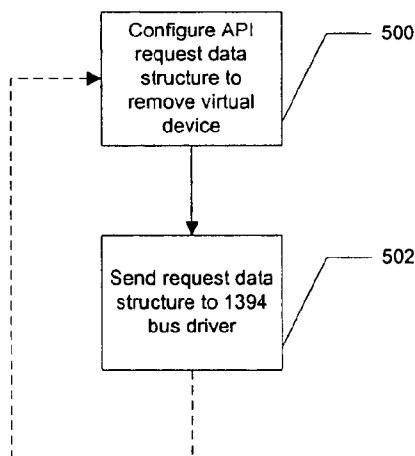 Configure API
request data
structure to
remove virtual
device
500
Send request data
structure to 1394
bus driver
502